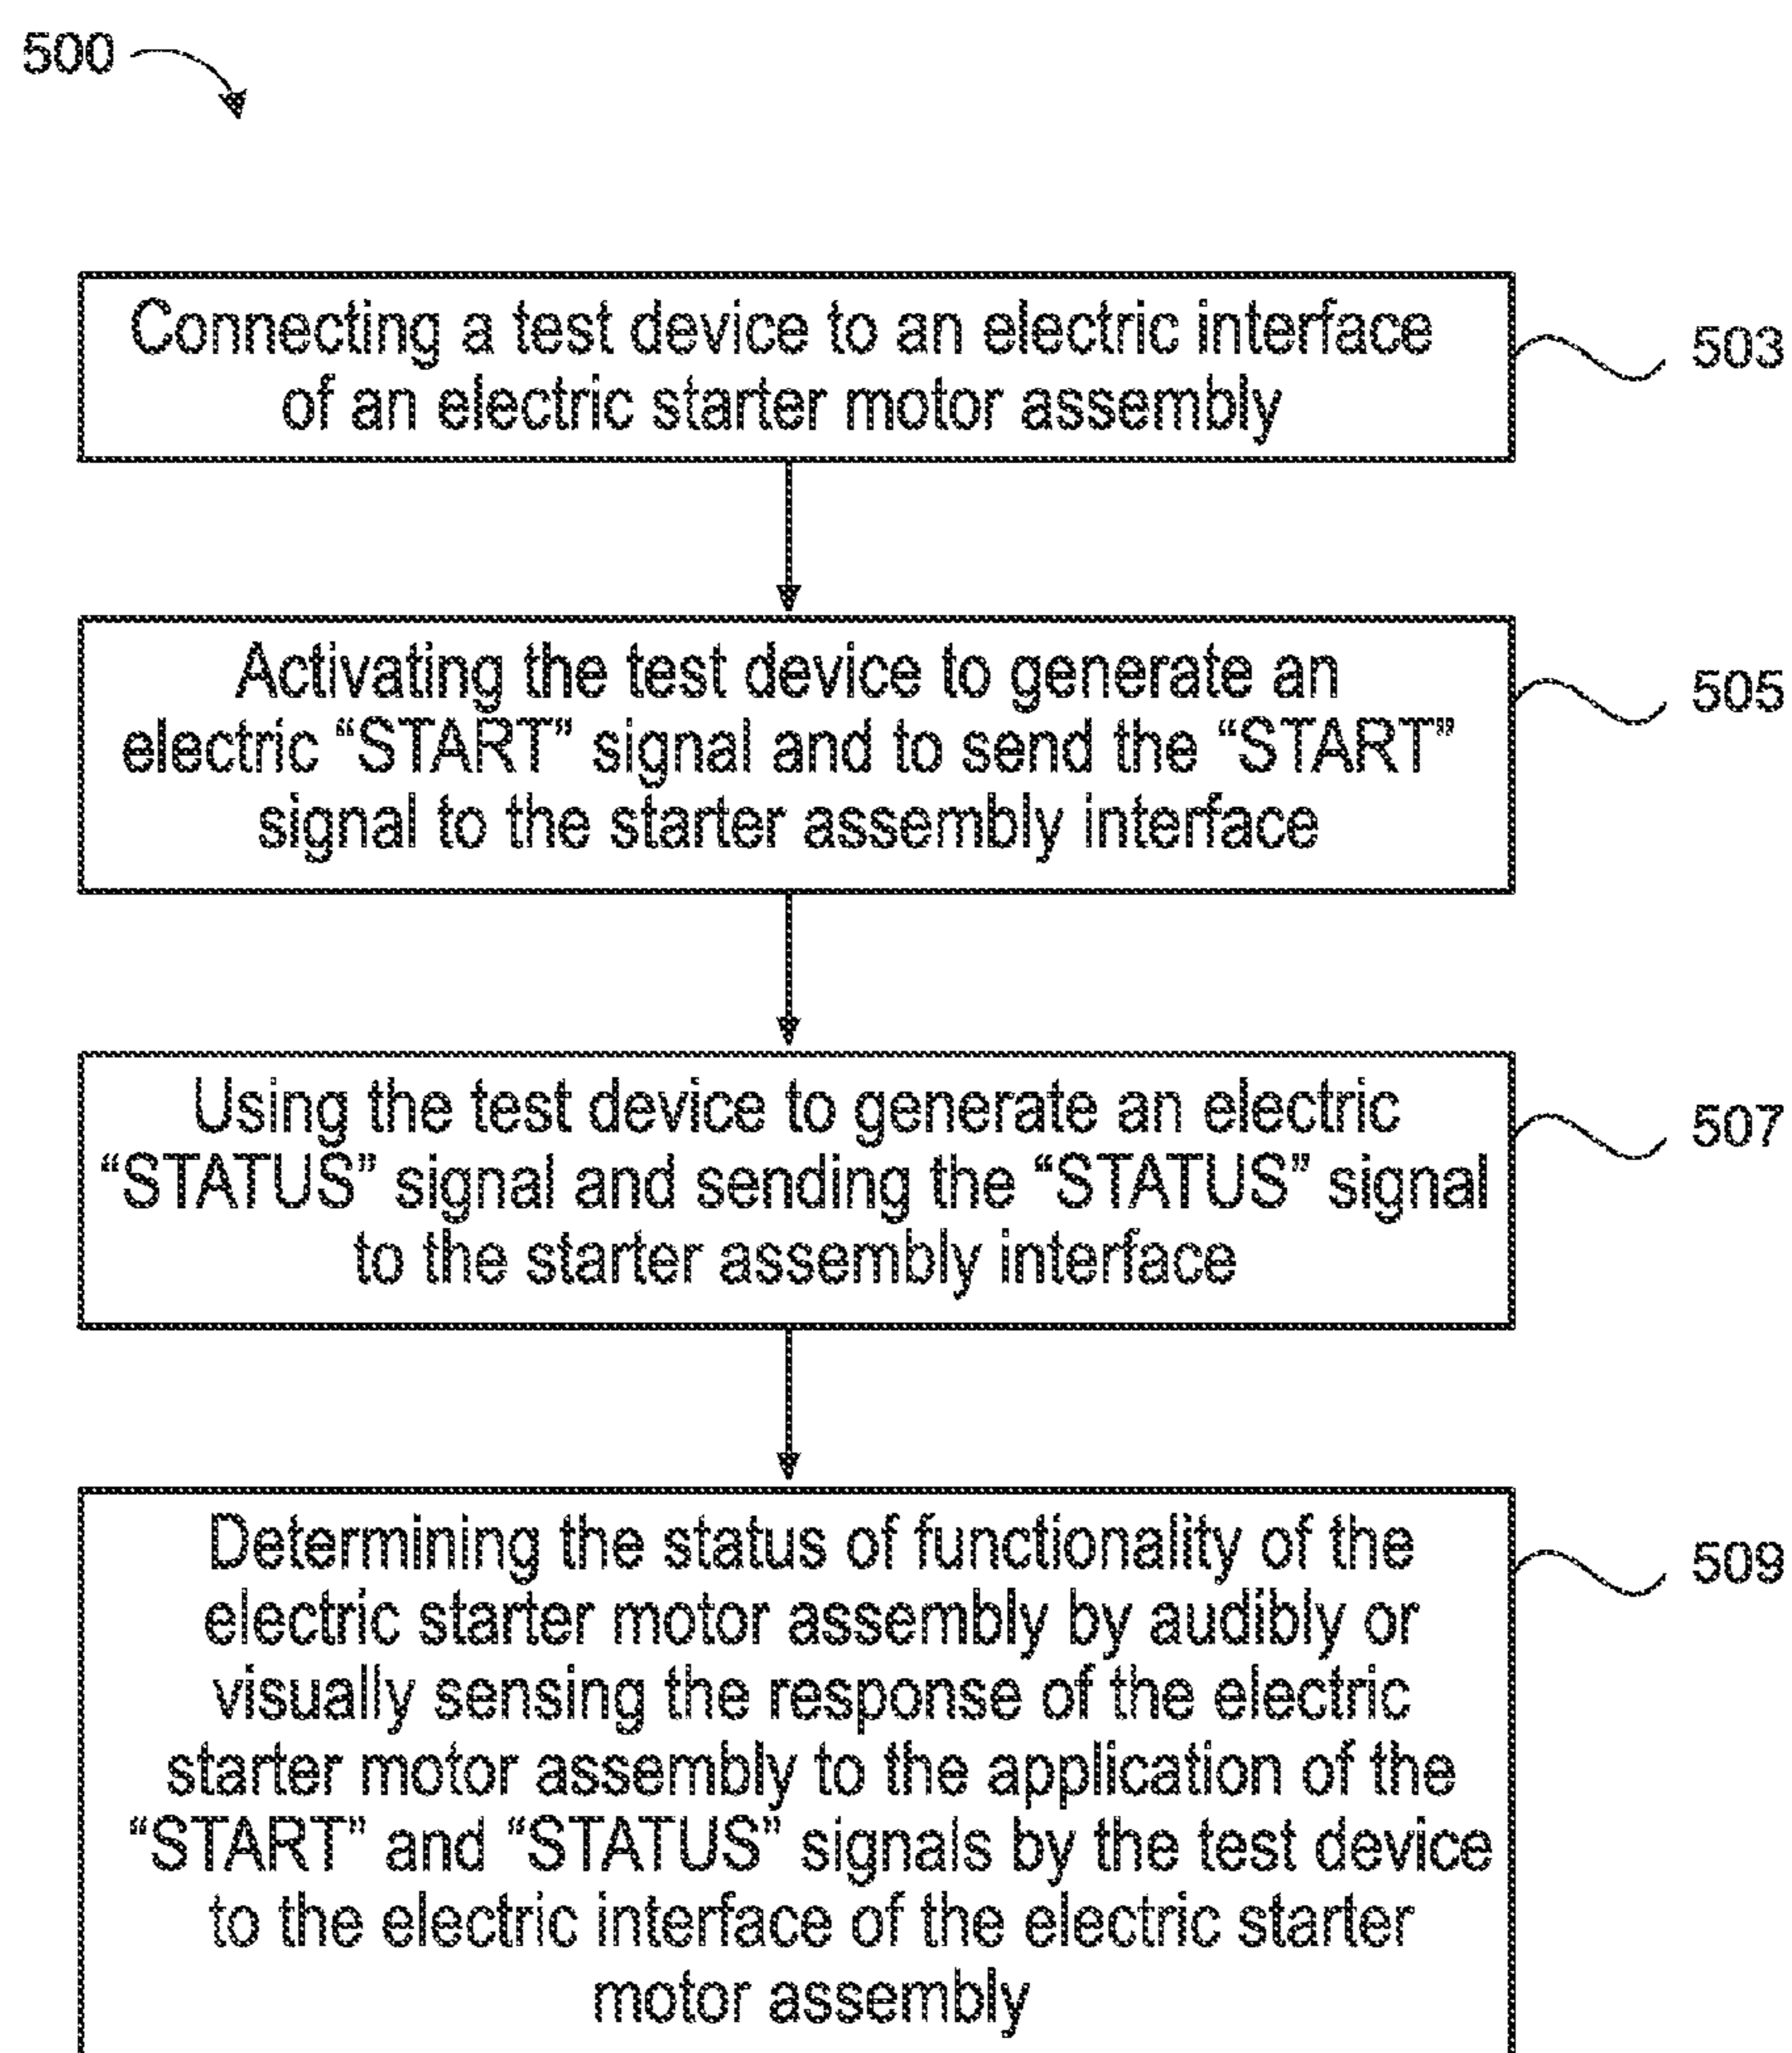 500
Connecting a test device to an electric interface
of an electric starter motor assembly
503
Activating the test device to generate an
electric “START” signal and to send the “START”
signal to the starter assembly interface
505
Using the test device to generate an electric
“STATUS” signal and sending the “STATUS” signal
to the starter assembly interface
507
Determining the status of functionality of the
electric starter motor assembly by audibly or
visually sensing the response of the electric
starter motor assembly to the application of the
“START” and “STATUS” signals by the test device
to the electric interface of the electric starter
motor assembly
509